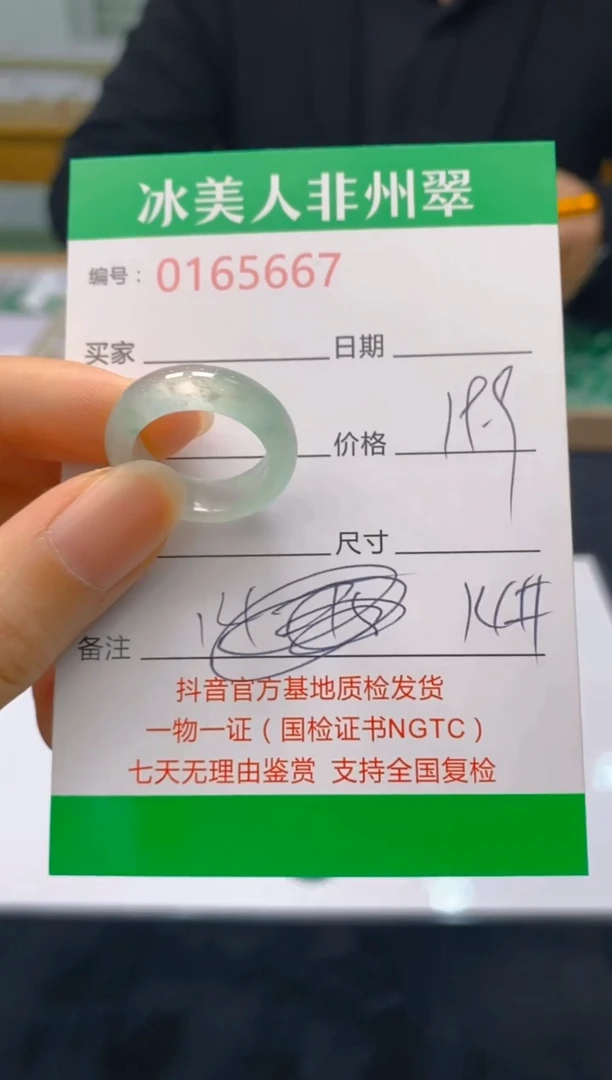 冰美人非州翠
编号：0165667
买家 日期
价格
尺寸
备注 14#
抖音官方基地质检发货
一物一证（国检证书NGTC）
七天无理由鉴赏 支持全国复检